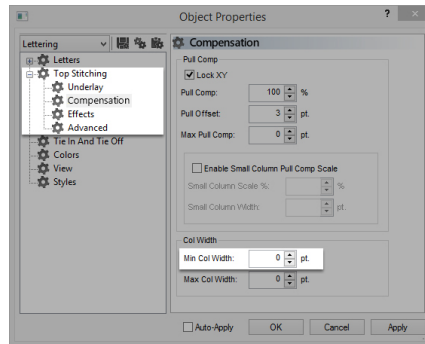 Object Properties
?
Lettering
Compensation
Letters
Top Stitching
Underlay
Compensation
Effects
Advanced
Tie In And Tie Off
Colors
View
Styles
Pull Comp
Lock XY
Pull Comp: 100 %
Pull Offset: 3 pt.
Max Pull Comp: 0 pt.
Enable Small Column Pull Comp Scale
Small Column Scale %: %
Small Column Width: pt.
Col Width
Min Col Width: 0 pt.
Max Col Width: 0 pt.
Auto-Apply OK Cancel Apply